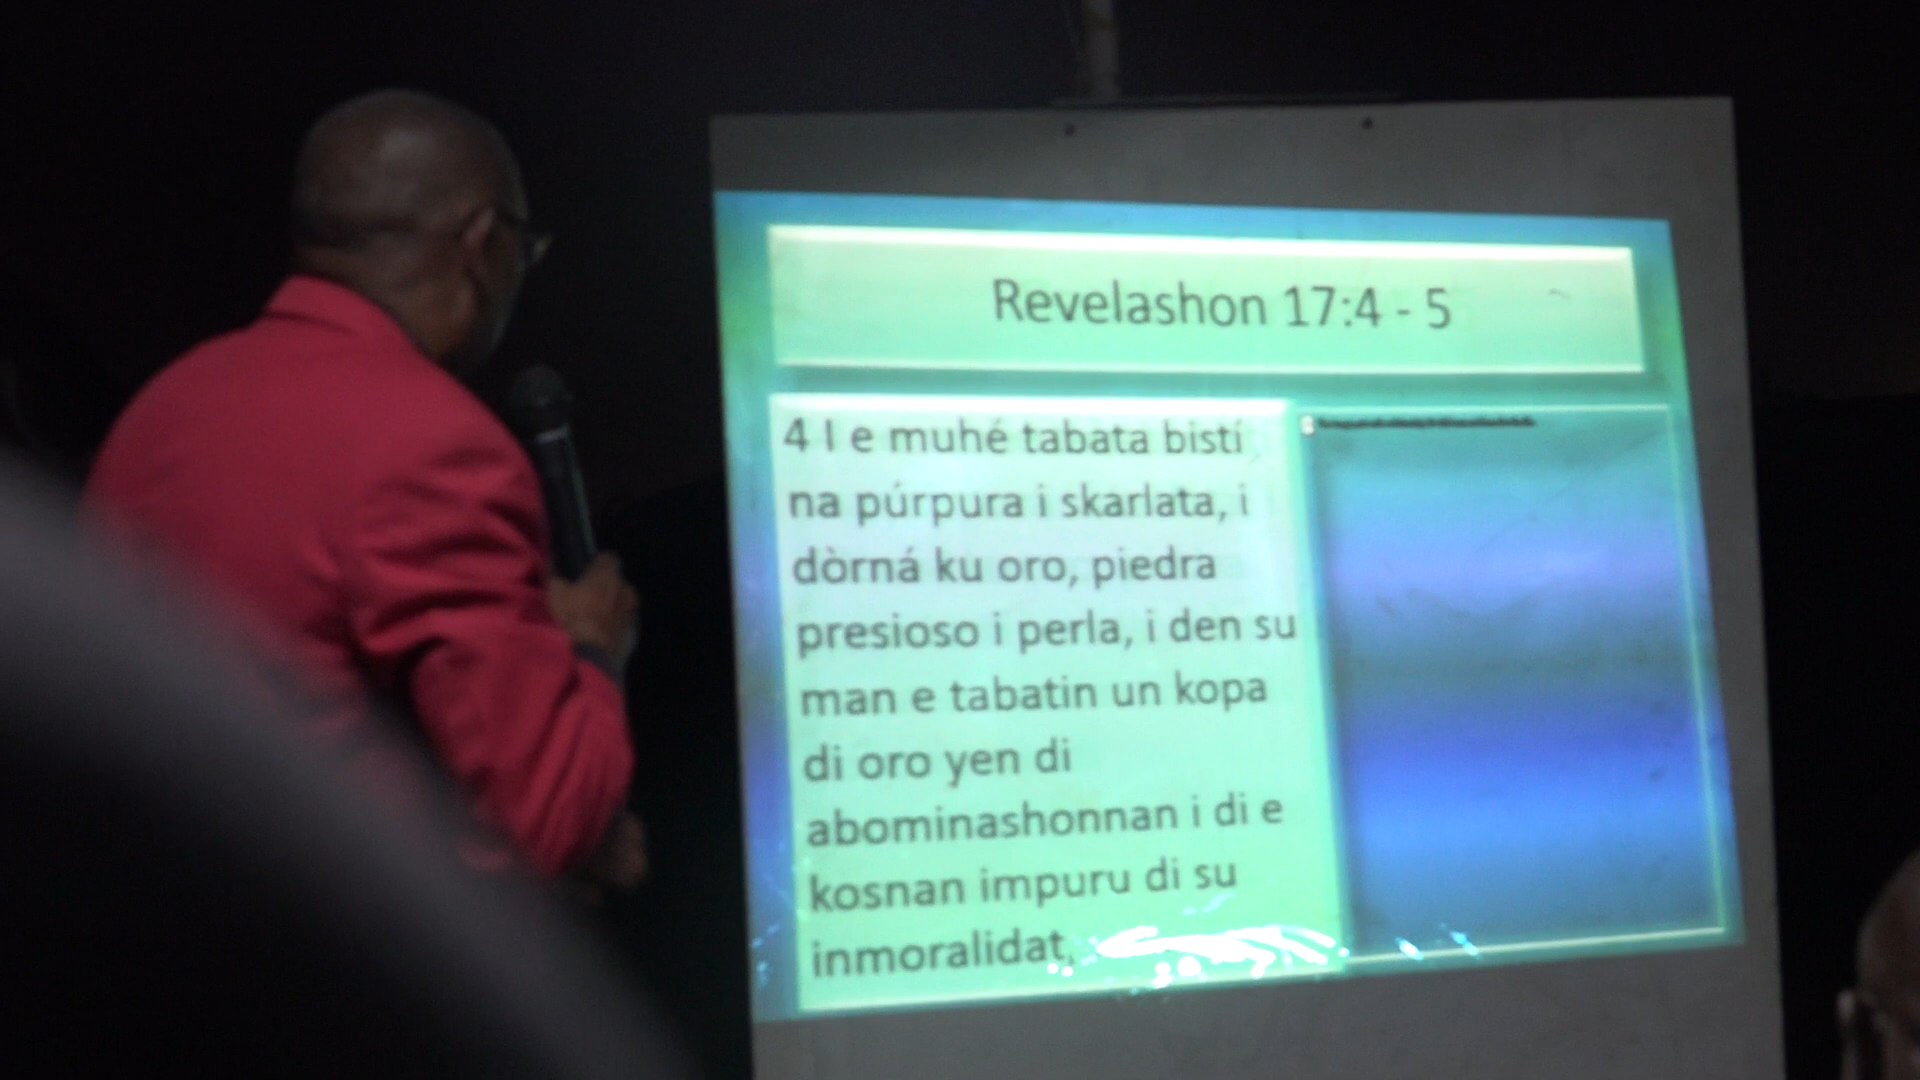 Revelashon 17:4 - 5
4 I e muhé tabata bistí
na púrpura i skarlata, i
dòrná ku oro, piedra
presioso i perla, i den su
man e tabatin un kopa
di oro yen di
abominashonnan i di e
kosnan impuru di su
inmoralidat,